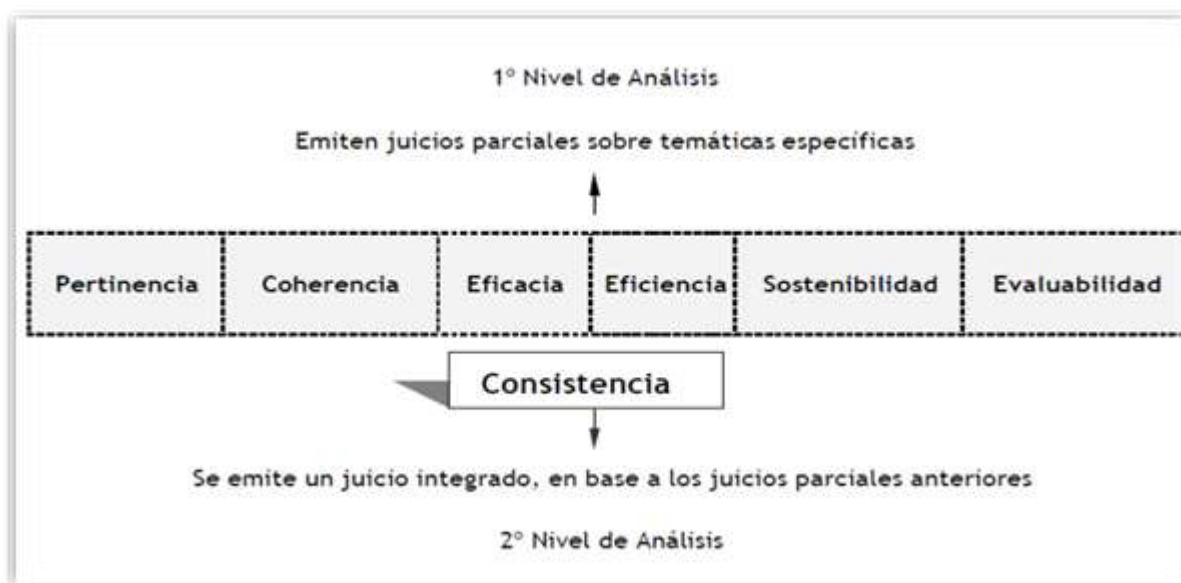 1° Nivel de Análisis
Emiten juicios parciales sobre temáticas específicas
Pertinencia Coherencia Eficacia Eficiencia Sostenibilidad Evaluabilidad
Consistencia
Se emite un juicio integrado, en base a los juicios parciales anteriores
2° Nivel de Análisis